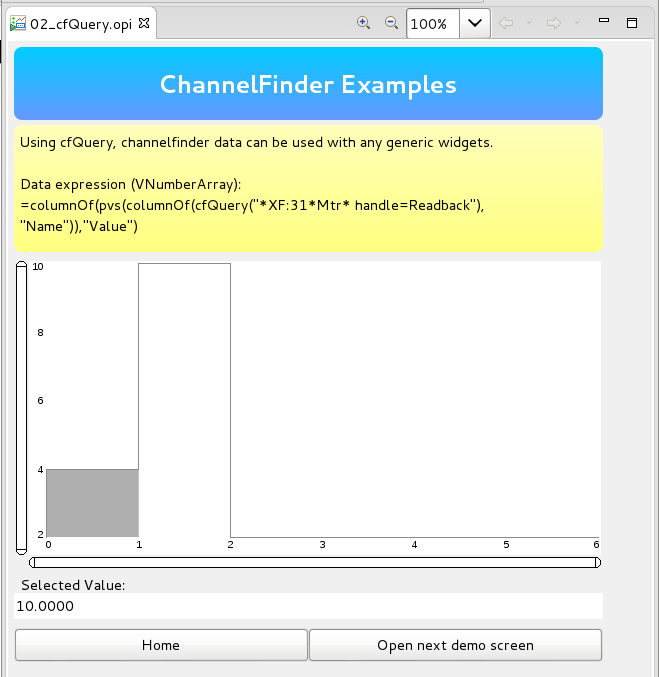 02_cfQuery.opi
100%
ChannelFinder Examples
Using cfQuery, channelfinder data can be used with any generic widgets.
Data expression (VNumberArray):
=columnOf(pvs(columnOf(cfQuery("*XF:31*Mtr* handle=Readback"),
"Name")),"Value")
10
8
6
4
2
0 1 2 3 4 5 6
Selected Value:
10.0000
Home Open next demo screen